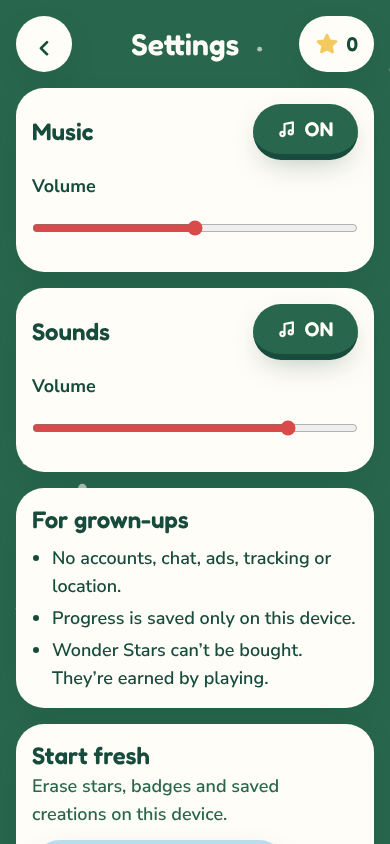 Settings
0
Music
ON
Volume
Sounds
ON
Volume
For grown-ups
• No accounts, chat, ads, tracking or
location.
• Progress is saved only on this device.
• Wonder Stars can’t be bought.
They’re earned by playing.
Start fresh
Erase stars, badges and saved
creations on this device.